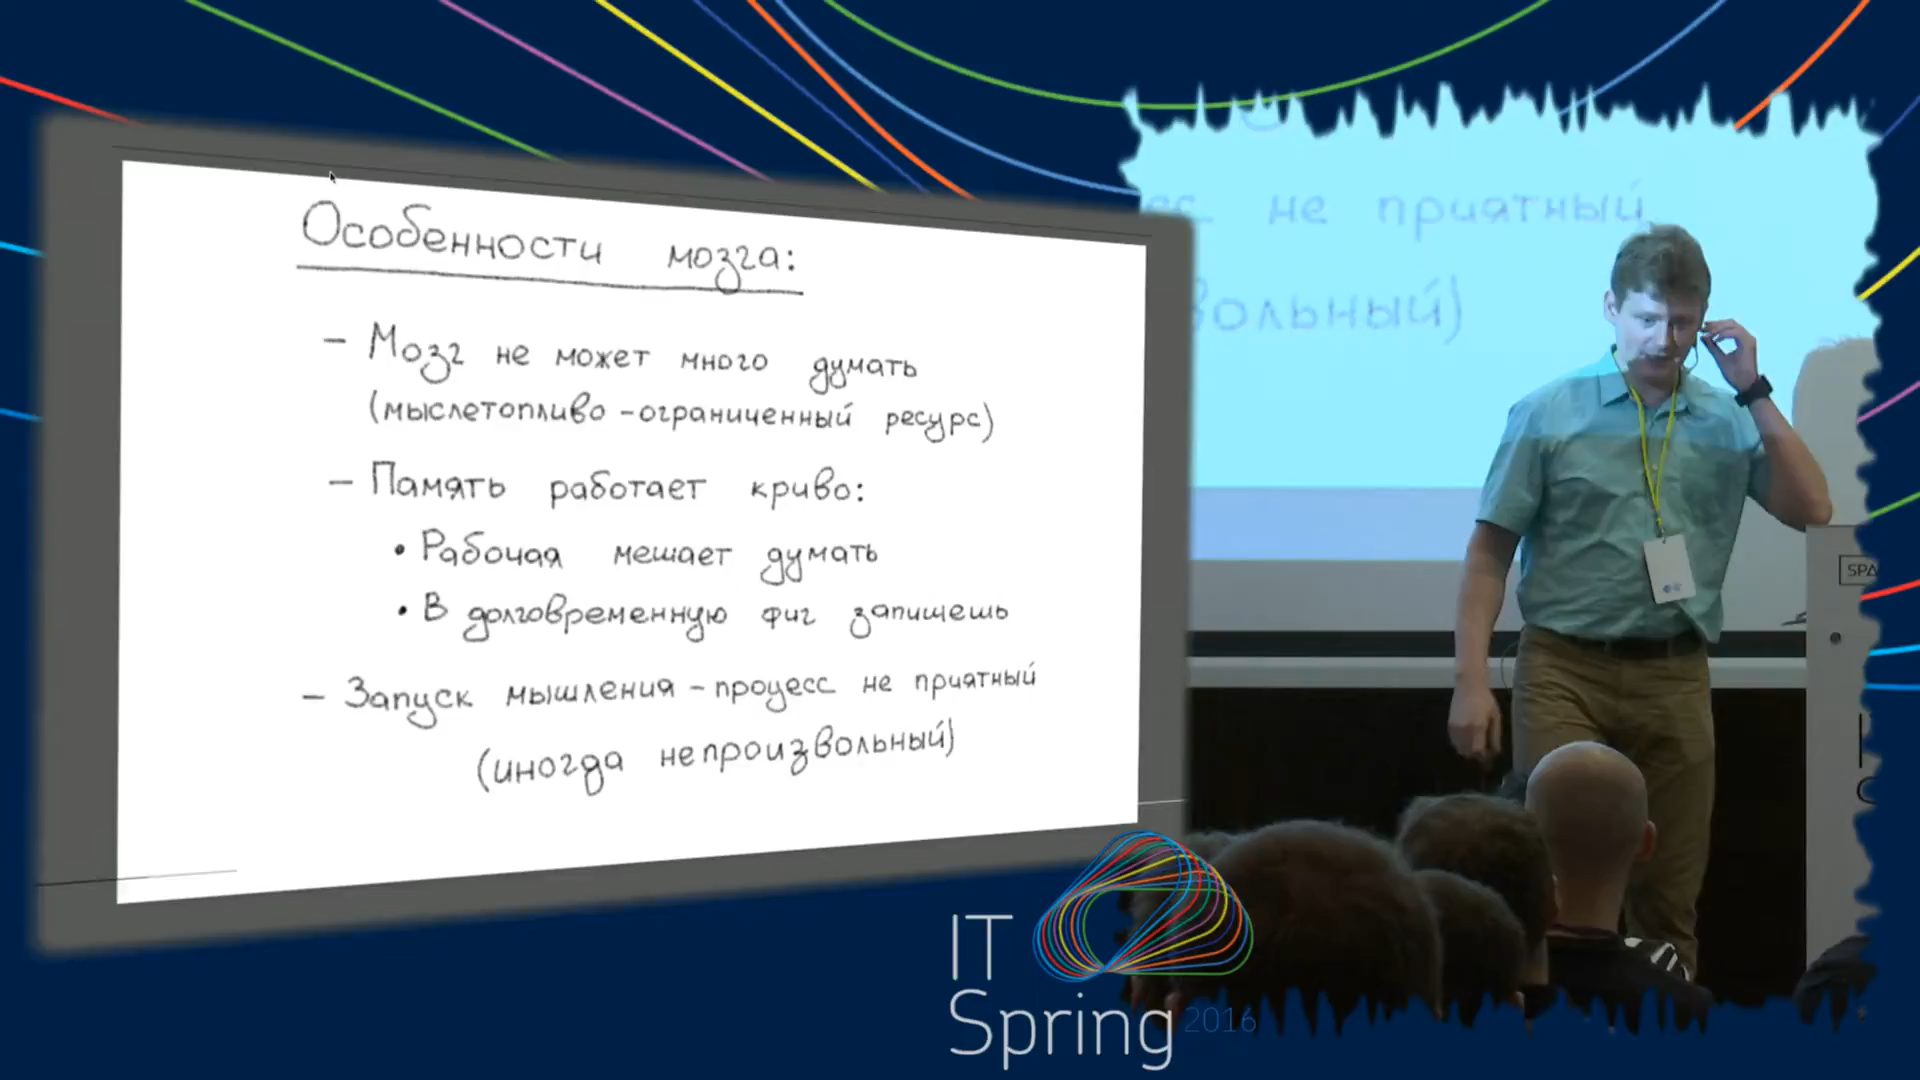 Особенности мозга:
- Мозг не может много думать
(мыслетопливо - ограниченный ресурс)
- Память работает криво:
• Рабочая мешает думать
• В долговременную фиг запишешь
- Запуск мышления - процесс не приятный
(иногда непроизвольный)
не приятный
вольный)
SPA
IT
Spring 2016